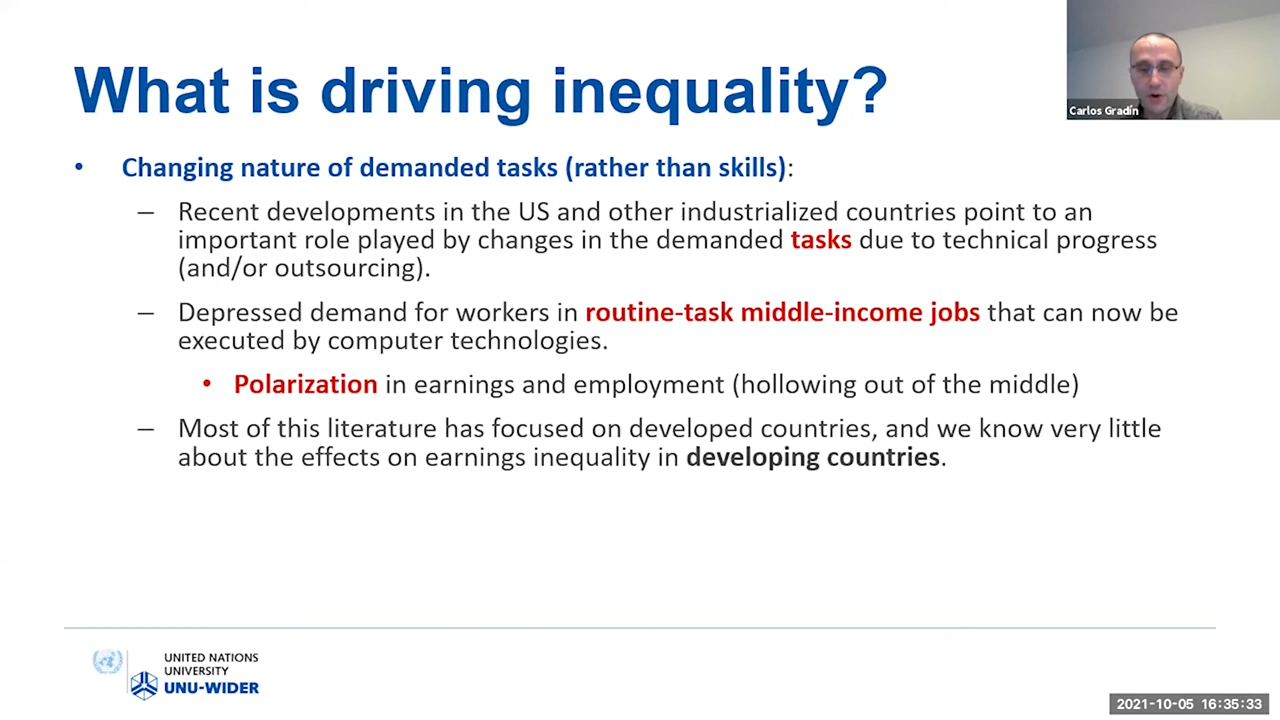 What is driving inequality?
Carlos Gradín
• Changing nature of demanded tasks (rather than skills):
– Recent developments in the US and other industrialized countries point to an
important role played by changes in the demanded tasks due to technical progress
(and/or outsourcing).
– Depressed demand for workers in routine-task middle-income jobs that can now be
executed by computer technologies.
• Polarization in earnings and employment (hollowing out of the middle)
– Most of this literature has focused on developed countries, and we know very little
about the effects on earnings inequality in developing countries.
UNITED NATIONS
UNIVERSITY
UNU-WIDER
2021-10-05 16:35:33